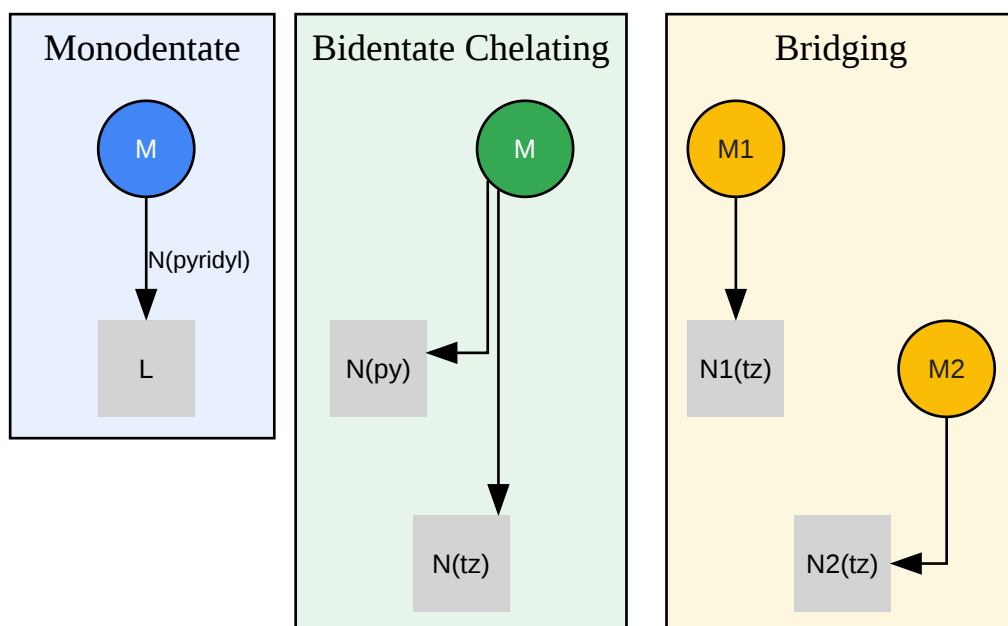 Monodentate
M
N(pyridyl)
L
Bidentate Chelating
M
N(py)
N(tz)
Bridging
M1
N1(tz)
M2
N2(tz)